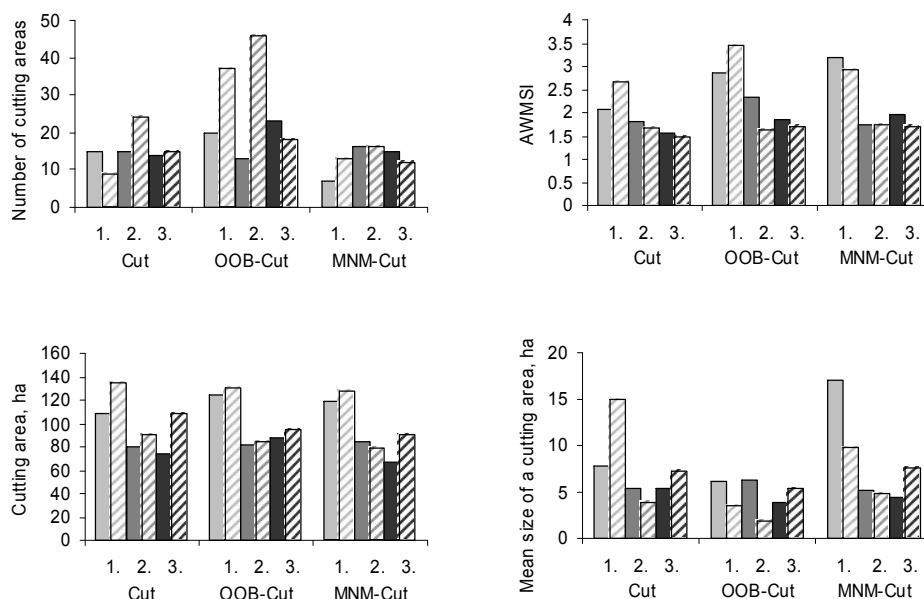 Number of cutting areas
50
40
30
20
10
0
1. 2. 3. 1. 2. 3. 1. 2. 3.
Cut OOB-Cut MNM-Cut
AWMSI
4
3.5
3
2.5
2
1.5
1
0.5
0
1. 2. 3. 1. 2. 3. 1. 2. 3.
Cut OOB-Cut MNM-Cut
Cutting area, ha
160
140
120
100
80
60
40
20
0
1. 2. 3. 1. 2. 3. 1. 2. 3.
Cut OOB-Cut MNM-Cut
Mean size of a cutting area, ha
20
15
10
5
0
1. 2. 3. 1. 2. 3. 1. 2. 3.
Cut OOB-Cut MNM-Cut